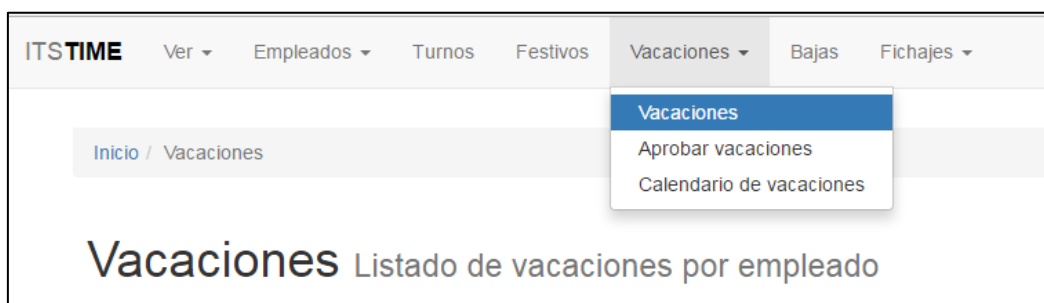 ITSTIME Ver Empleados Turnos Festivos Vacaciones Bajas Fichajes
Vacaciones
Aprobar vacaciones
Calendario de vacaciones
Inicio / Vacaciones
Vacaciones Listado de vacaciones por empleado